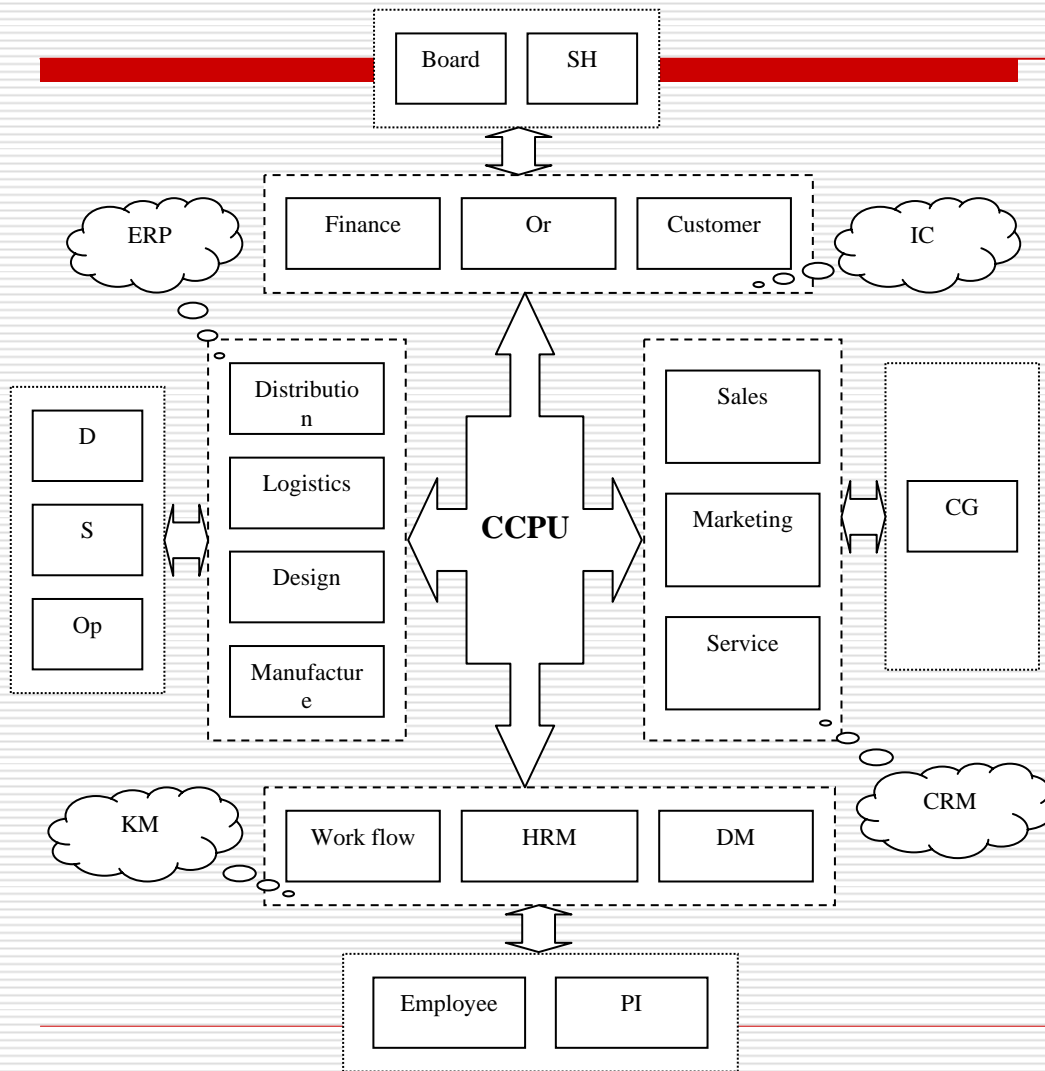 Board
SH
Finance
Or
Customer
ERP
IC
Distributio
n
Logistics
Design
Manufactur
e
D
S
Op
CCPU
Sales
Marketing
Service
CG
KM
CRM
Work flow
HRM
DM
Employee
PI